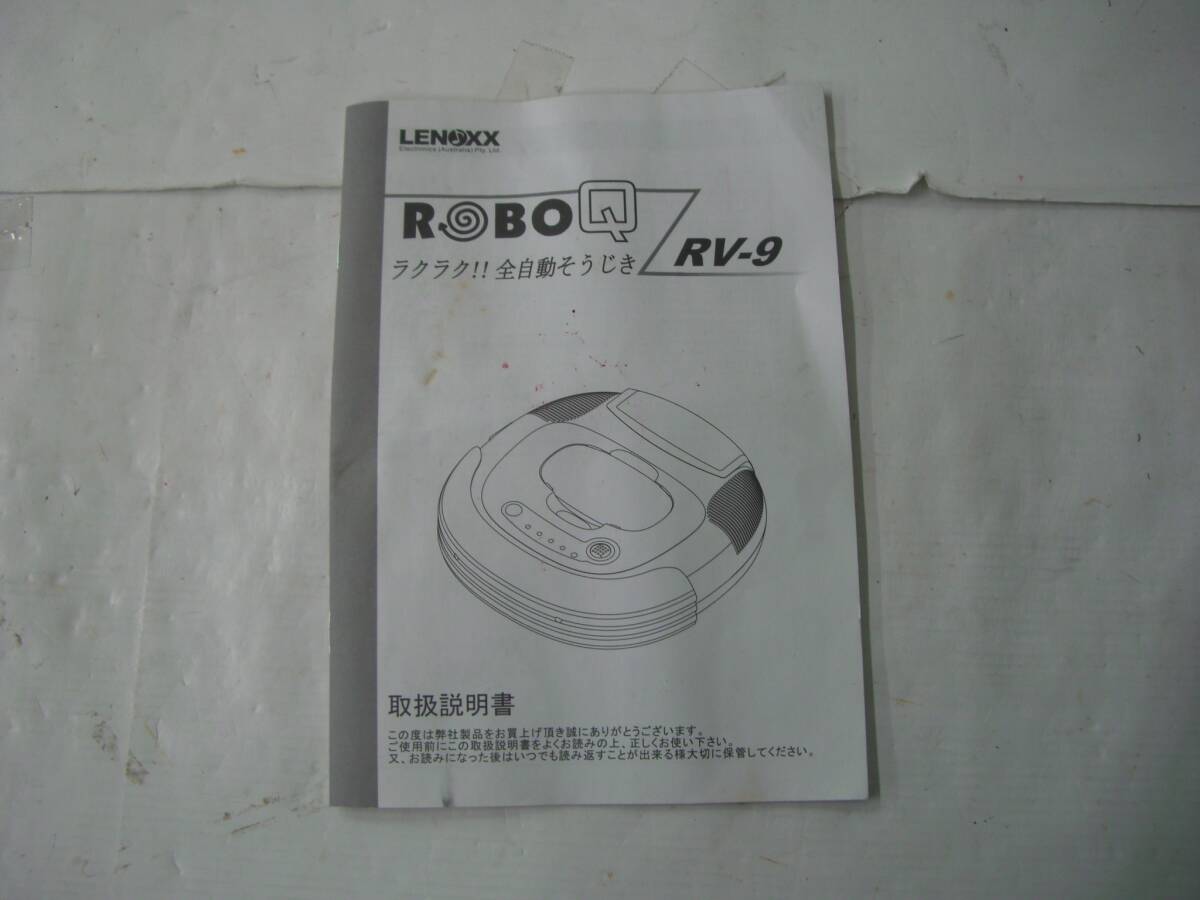 LENOXX
Electronics (Australia) Pty. Ltd.
ROBO Q
ラクラク!! 全自動そうじき
RV-9
取扱説明書
この度は弊社製品をお買上げ頂き誠にありがとうございます。
ご使用前にこの取扱説明書をよくお読みの上、正しくお使い下さい。
又、お読みになった後はいつでも読み返すことが出来る様大切に保管してください。